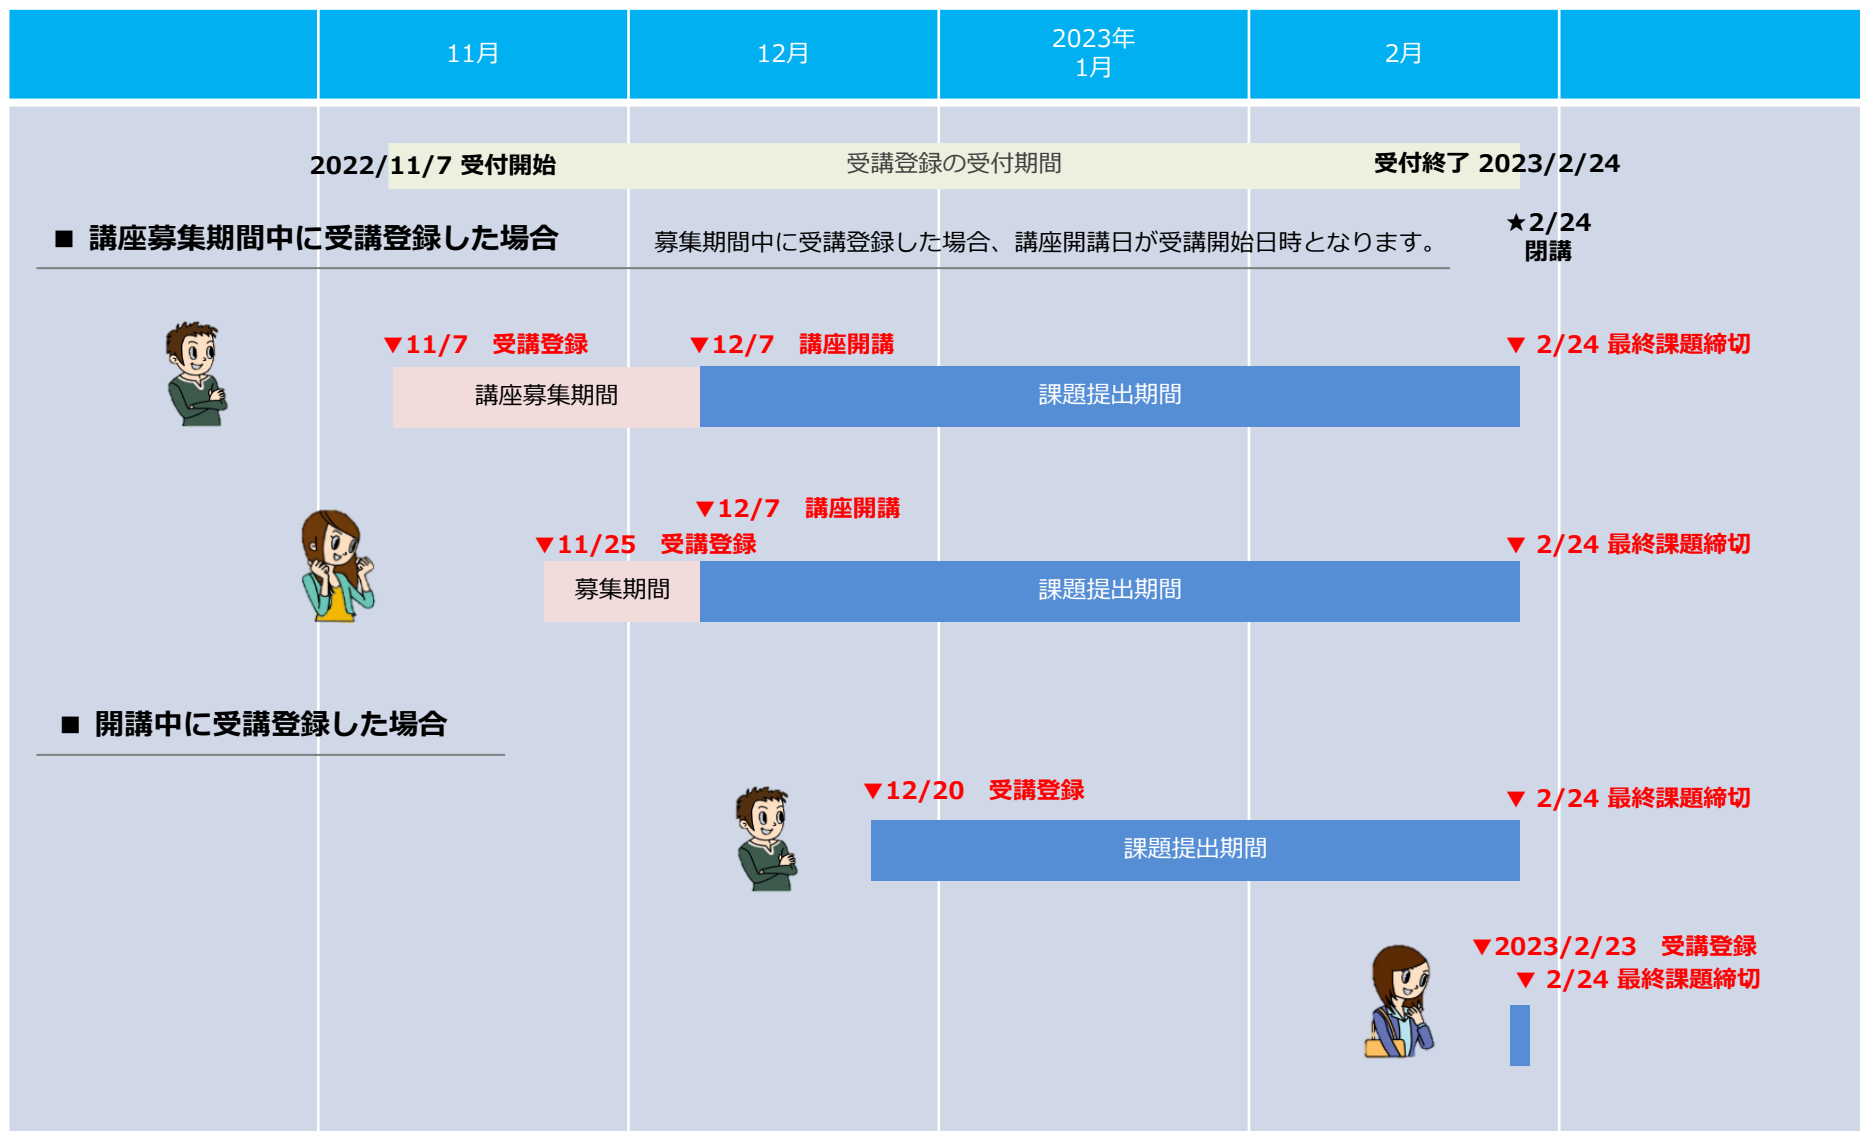 11月
12月
2023年
1月
2月
2022/11/7 受付開始
受講登録の受付期間
受付終了 2023/2/24
■ 講座募集期間中に受講登録した場合
募集期間中に受講登録した場合、講座開講日が受講開始日時となります。
★2/24
閉講
▼11/7 受講登録
▼12/7 講座開講
▼ 2/24 最終課題締切
講座募集期間
課題提出期間
▼12/7 講座開講
▼11/25 受講登録
▼ 2/24 最終課題締切
募集期間
課題提出期間
■ 開講中に受講登録した場合
▼12/20 受講登録
▼ 2/24 最終課題締切
課題提出期間
▼2023/2/23 受講登録
▼ 2/24 最終課題締切